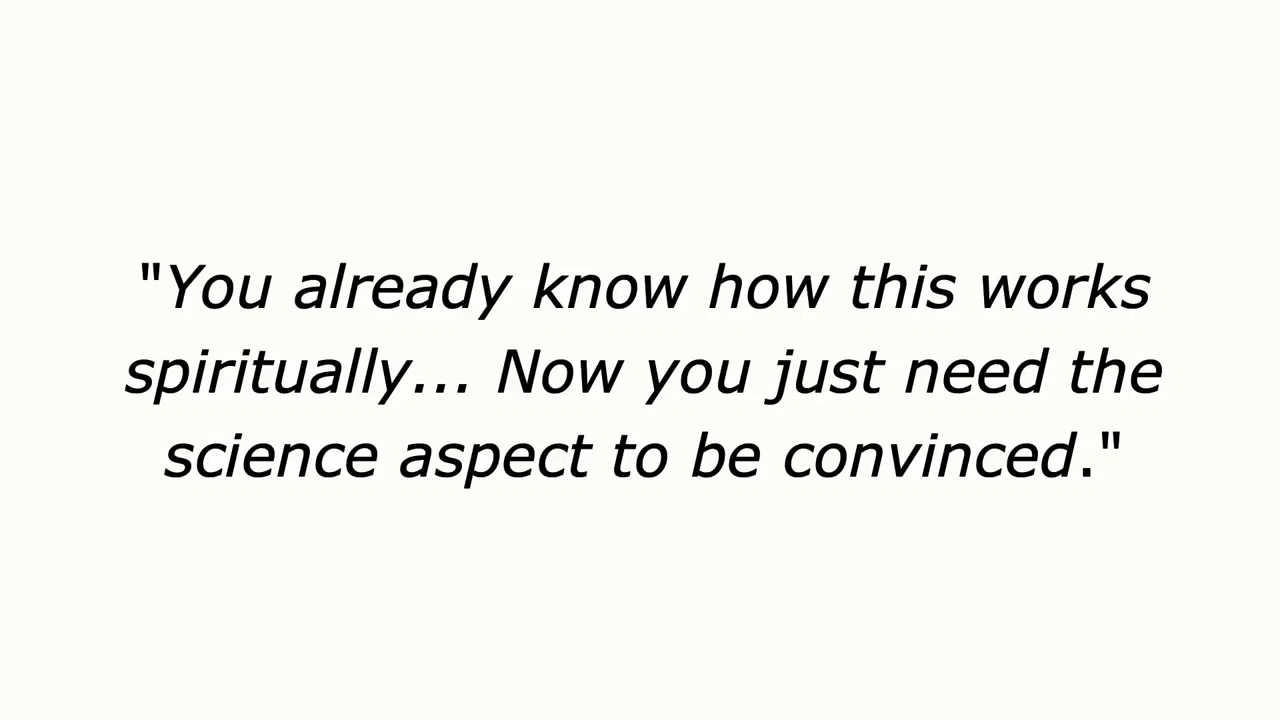 "You already know how this works
spiritually... Now you just need the
science aspect to be convinced."